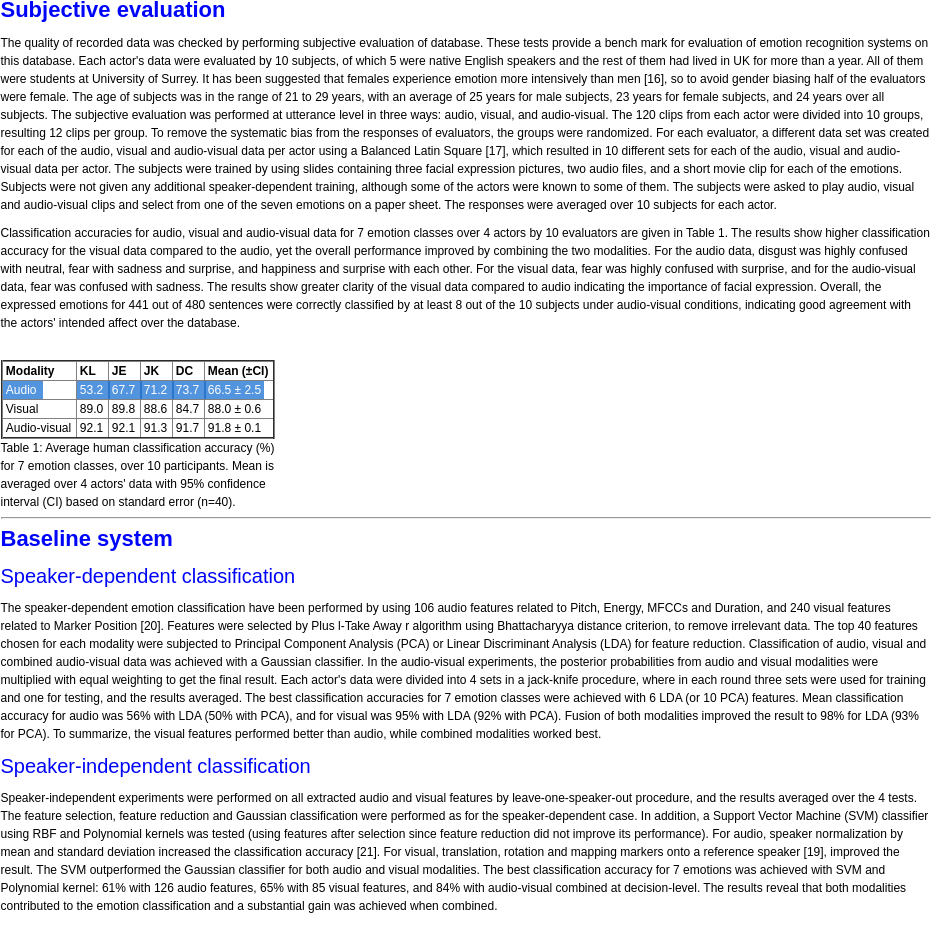 Subjective evaluation
The quality of recorded data was checked by performing subjective evaluation of database. These tests provide a bench mark for evaluation of emotion recognition systems on
this database. Each actor's data were evaluated by 10 subjects, of which 5 were native English speakers and the rest of them had lived in UK for more than a year. All of them
were students at University of Surrey. It has been suggested that females experience emotion more intensively than men [16], so to avoid gender biasing half of the evaluators
were female. The age of subjects was in the range of 21 to 29 years, with an average of 25 years for male subjects, 23 years for female subjects, and 24 years over all
subjects. The subjective evaluation was performed at utterance level in three ways: audio, visual, and audio-visual. The 120 clips from each actor were divided into 10 groups,
resulting 12 clips per group. To remove the systematic bias from the responses of evaluators, the groups were randomized. For each evaluator, a different data set was created
for each of the audio, visual and audio-visual data per actor using a Balanced Latin Square [17], which resulted in 10 different sets for each of the audio, visual and audio-
visual data per actor. The subjects were trained by using slides containing three facial expression pictures, two audio files, and a short movie clip for each of the emotions.
Subjects were not given any additional speaker-dependent training, although some of the actors were known to some of them. The subjects were asked to play audio, visual
and audio-visual clips and select from one of the seven emotions on a paper sheet. The responses were averaged over 10 subjects for each actor.
Classification accuracies for audio, visual and audio-visual data for 7 emotion classes over 4 actors by 10 evaluators are given in Table 1. The results show higher classification
accuracy for the visual data compared to the audio, yet the overall performance improved by combining the two modalities. For the audio data, disgust was highly confused
with neutral, fear with sadness and surprise, and happiness and surprise with each other. For the visual data, fear was highly confused with surprise, and for the audio-visual
data, fear was confused with sadness. The results show greater clarity of the visual data compared to audio indicating the importance of facial expression. Overall, the
expressed emotions for 441 out of 480 sentences were correctly classified by at least 8 out of the 10 subjects under audio-visual conditions, indicating good agreement with
the actors' intended affect over the database.
Modality KL JE JK DC Mean (±CI)
Audio 53.2 67.7 71.2 73.7 66.5 ± 2.5
Visual 89.0 89.8 88.6 84.7 88.0 ± 0.6
Audio-visual 92.1 92.1 91.3 91.7 91.8 ± 0.1
Table 1: Average human classification accuracy (%)
for 7 emotion classes, over 10 participants. Mean is
averaged over 4 actors' data with 95% confidence
interval (CI) based on standard error (n=40).
Baseline system
Speaker-dependent classification
The speaker-dependent emotion classification have been performed by using 106 audio features related to Pitch, Energy, MFCCs and Duration, and 240 visual features
related to Marker Position [20]. Features were selected by Plus l-Take Away r algorithm using Bhattacharyya distance criterion, to remove irrelevant data. The top 40 features
chosen for each modality were subjected to Principal Component Analysis (PCA) or Linear Discriminant Analysis (LDA) for feature reduction. Classification of audio, visual and
combined audio-visual data was achieved with a Gaussian classifier. In the audio-visual experiments, the posterior probabilities from audio and visual modalities were
multiplied with equal weighting to get the final result. Each actor's data were divided into 4 sets in a jack-knife procedure, where in each round three sets were used for training
and one for testing, and the results averaged. The best classification accuracies for 7 emotion classes were achieved with 6 LDA (or 10 PCA) features. Mean classification
accuracy for audio was 56% with LDA (50% with PCA), and for visual was 95% with LDA (92% with PCA). Fusion of both modalities improved the result to 98% for LDA (93%
for PCA). To summarize, the visual features performed better than audio, while combined modalities worked best.
Speaker-independent classification
Speaker-independent experiments were performed on all extracted audio and visual features by leave-one-speaker-out procedure, and the results averaged over the 4 tests.
The feature selection, feature reduction and Gaussian classification were performed as for the speaker-dependent case. In addition, a Support Vector Machine (SVM) classifier
using RBF and Polynomial kernels was tested (using features after selection since feature reduction did not improve its performance). For audio, speaker normalization by
mean and standard deviation increased the classification accuracy [21]. For visual, translation, rotation and mapping markers onto a reference speaker [19], improved the
result. The SVM outperformed the Gaussian classifier for both audio and visual modalities. The best classification accuracy for 7 emotions was achieved with SVM and
Polynomial kernel: 61% with 126 audio features, 65% with 85 visual features, and 84% with audio-visual combined at decision-level. The results reveal that both modalities
contributed to the emotion classification and a substantial gain was achieved when combined.